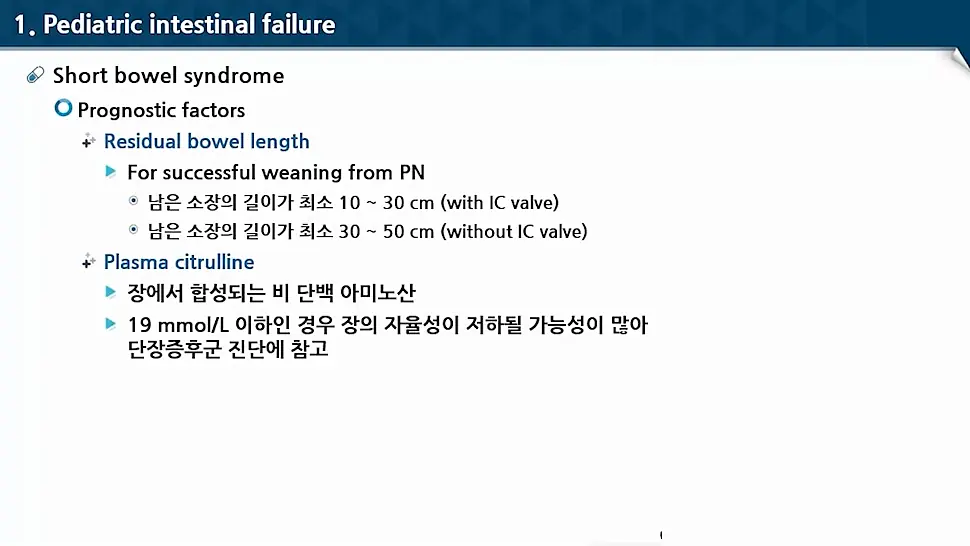 1. Pediatric intestinal failure
Short bowel syndrome
Prognostic factors
Residual bowel length
For successful weaning from PN
남은 소장의 길이가 최소 10 ~ 30 cm (with IC valve)
남은 소장의 길이가 최소 30 ~ 50 cm (without IC valve)
Plasma citrulline
장에서 합성되는 비 단백 아미노산
19 mmol/L 이하인 경우 장의 자율성이 저하될 가능성이 많아
단장증후군 진단에 참고